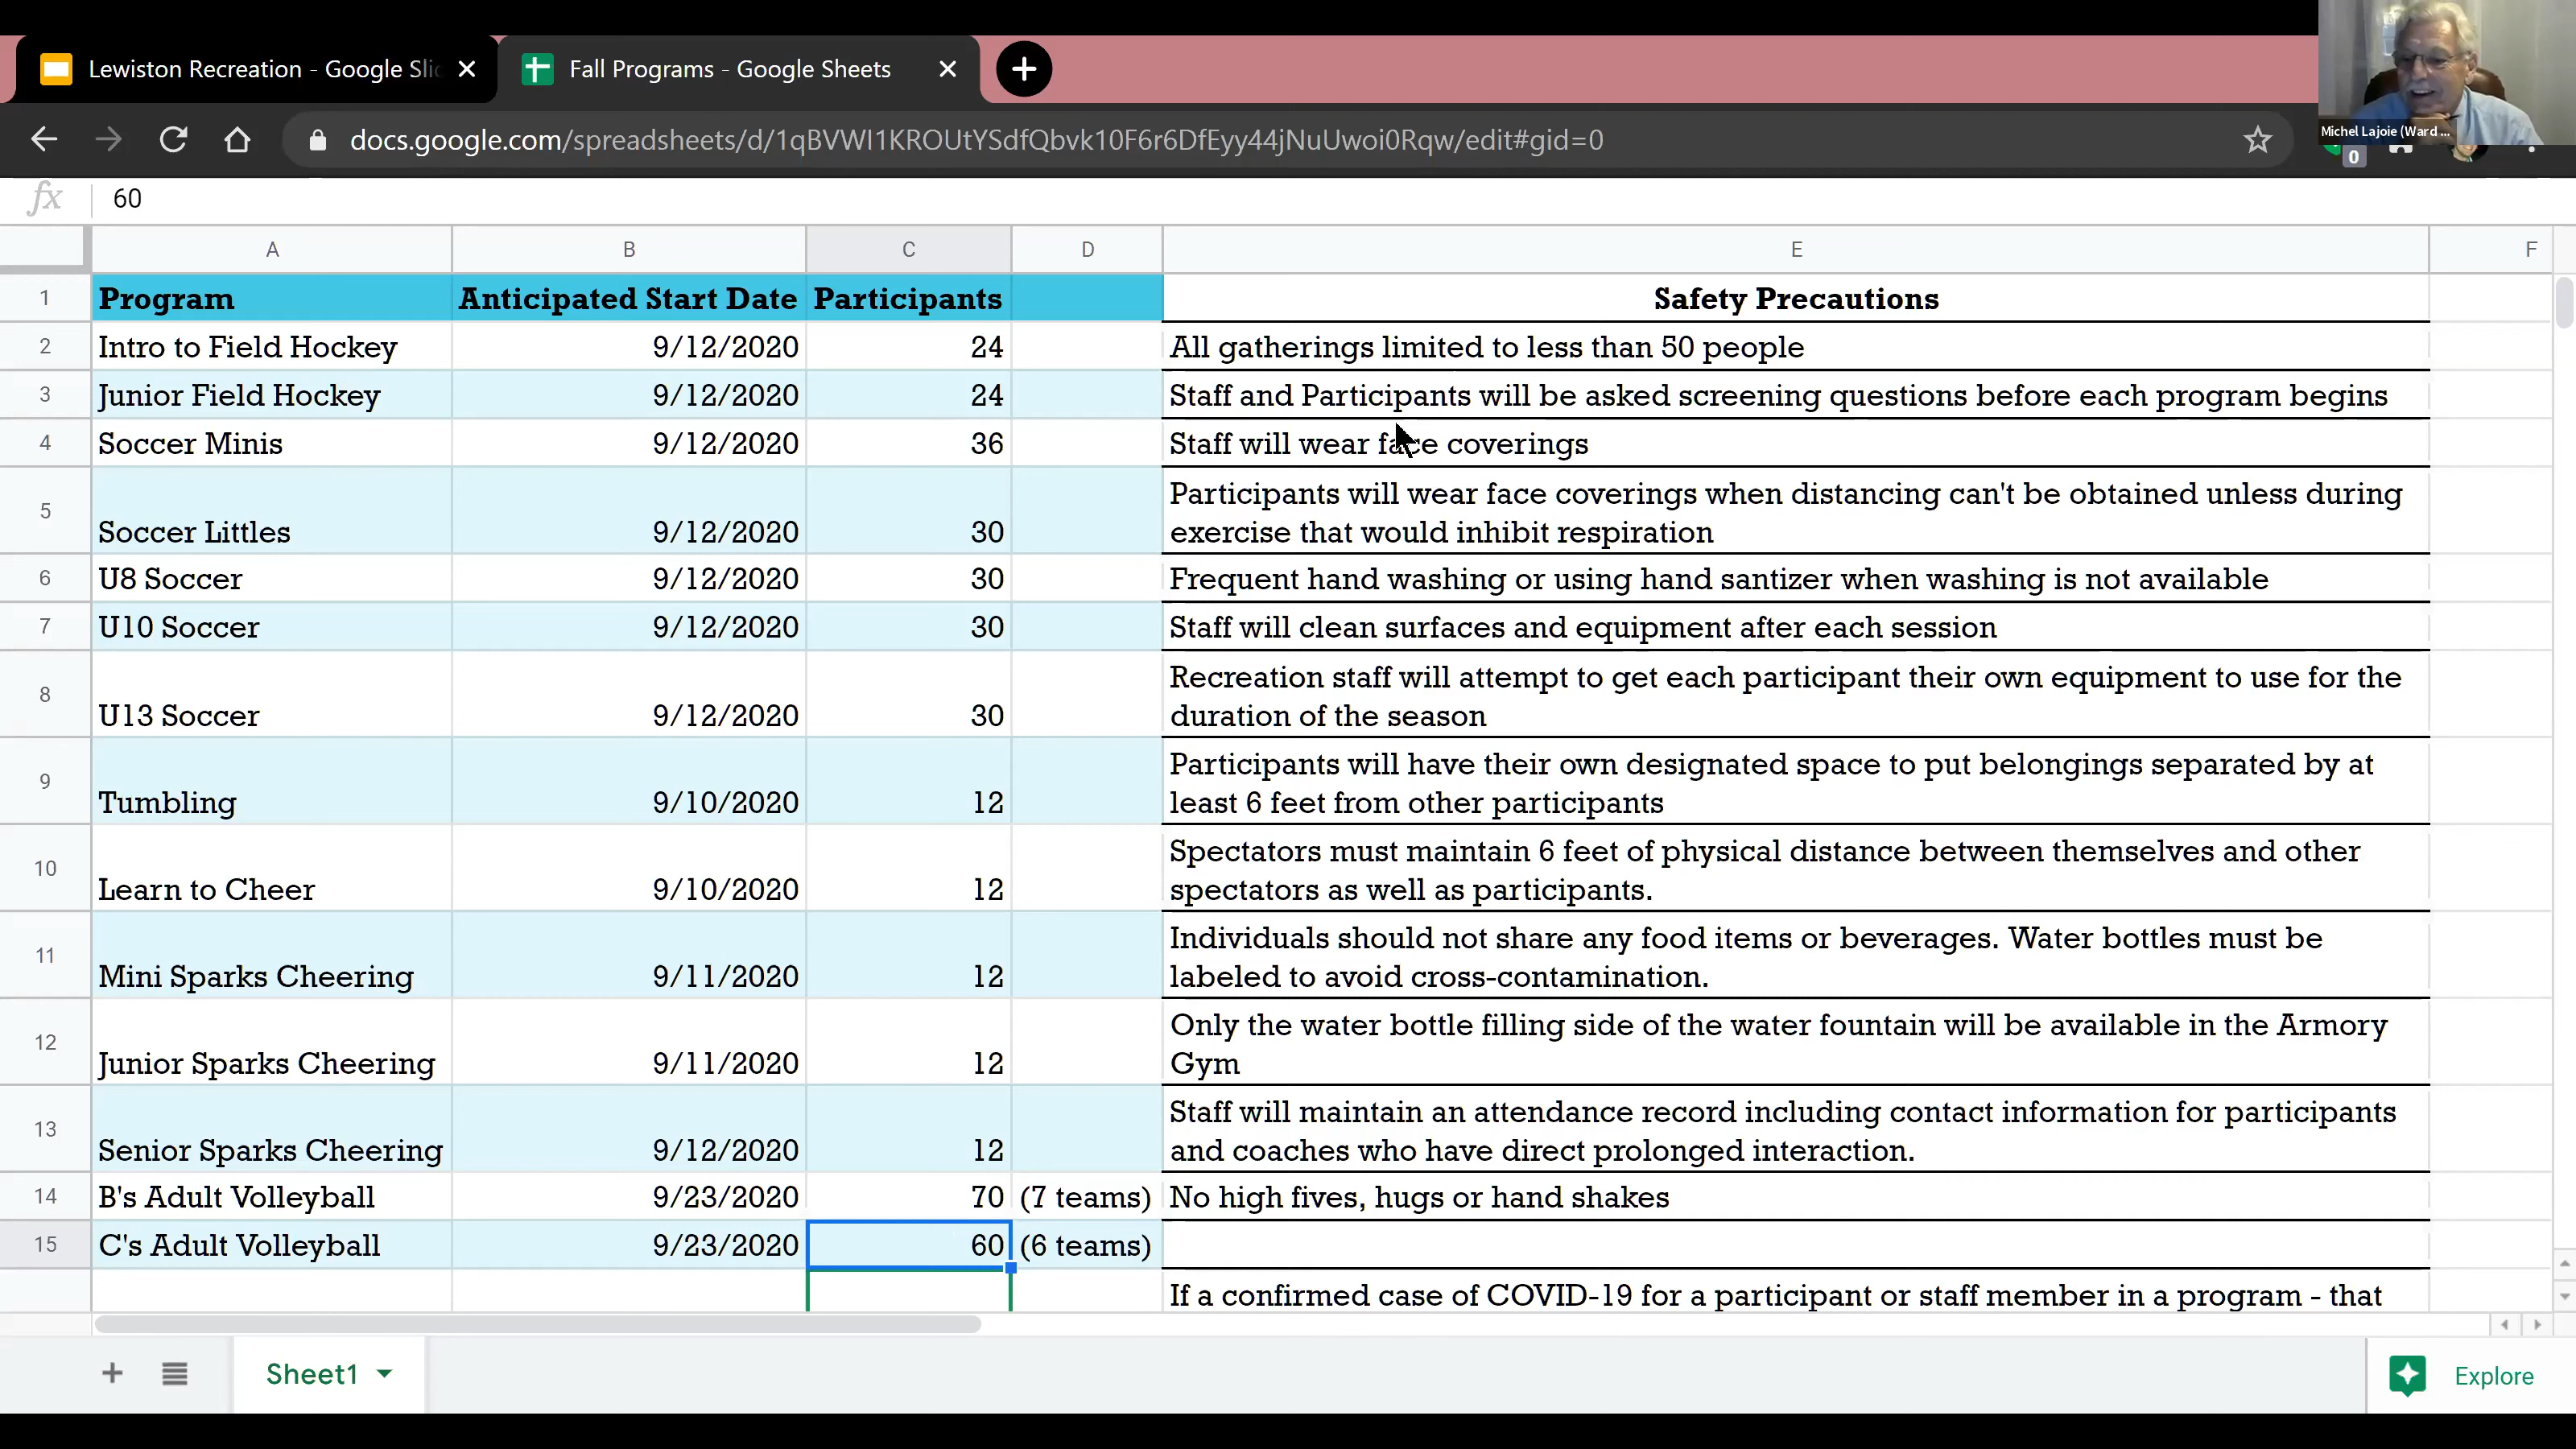 Lewiston Recreation - Google Slic
Fall Programs - Google Sheets
docs.google.com/spreadsheets/d/1qBVWI1KROUtYSdfQbvk10F6r6DfEyy44jNuUwoi0Rqw/edit#gid=0
Michel Lajoie (Ward ...
0
fx 60
A B C D E F
1 Program Anticipated Start Date Participants Safety Precautions
2 Intro to Field Hockey 9/12/2020 24 All gatherings limited to less than 50 people
3 Junior Field Hockey 9/12/2020 24 Staff and Participants will be asked screening questions before each program begins
4 Soccer Minis 9/12/2020 36 Staff will wear face coverings
Participants will wear face coverings when distancing can't be obtained unless during
5 Soccer Littles 9/12/2020 30 exercise that would inhibit respiration
6 U8 Soccer 9/12/2020 30 Frequent hand washing or using hand santizer when washing is not available
7 U10 Soccer 9/12/2020 30 Staff will clean surfaces and equipment after each session
Recreation staff will attempt to get each participant their own equipment to use for the
8 U13 Soccer 9/12/2020 30 duration of the season
Participants will have their own designated space to put belongings separated by at
9 Tumbling 9/10/2020 12 least 6 feet from other participants
Spectators must maintain 6 feet of physical distance between themselves and other
10 Learn to Cheer 9/10/2020 12 spectators as well as participants.
Individuals should not share any food items or beverages. Water bottles must be
11 Mini Sparks Cheering 9/11/2020 12 labeled to avoid cross-contamination.
Only the water bottle filling side of the water fountain will be available in the Armory
12 Junior Sparks Cheering 9/11/2020 12 Gym
Staff will maintain an attendance record including contact information for participants
13 Senior Sparks Cheering 9/12/2020 12 and coaches who have direct prolonged interaction.
14 B's Adult Volleyball 9/23/2020 70 (7 teams) No high fives, hugs or hand shakes
15 C's Adult Volleyball 9/23/2020 60 (6 teams)
If a confirmed case of COVID-19 for a participant or staff member in a program - that
Sheet1
Explore